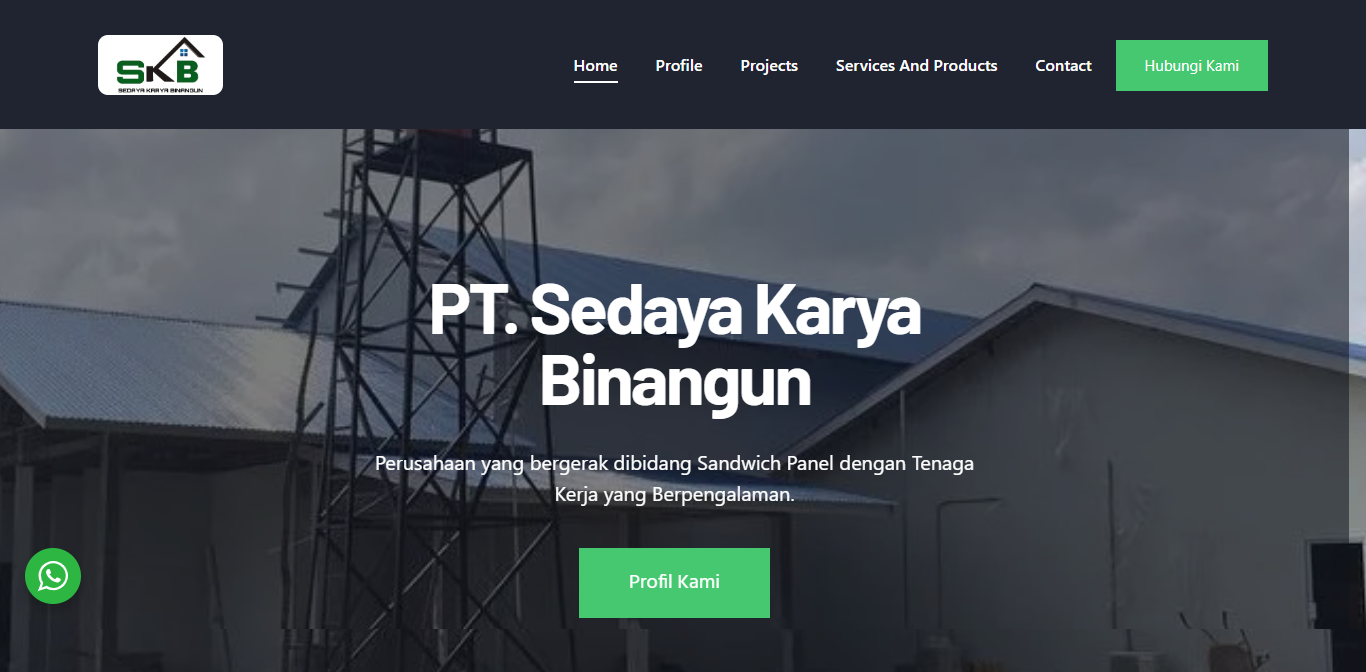 SKB
SEDAYA KARYA BINANGUN
Home
Profile
Projects
Services And Products
Contact
Hubungi Kami
PT. Sedaya Karya
Binangun
Perusahaan yang bergerak dibidang Sandwich Panel dengan Tenaga
Kerja yang Berpengalaman.
Profil Kami